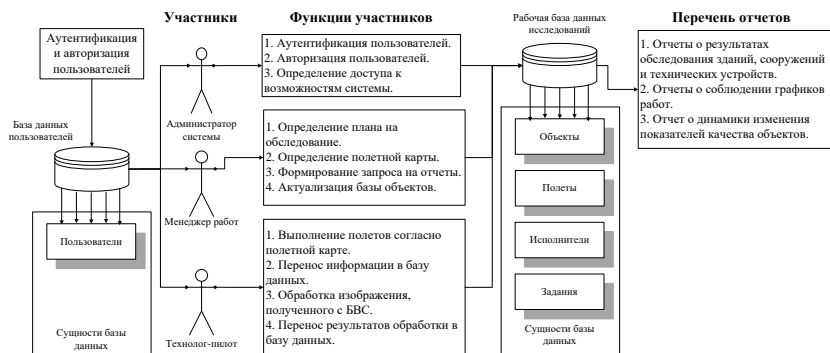 Участники
Функции участников
Рабочая база данных
исследований
Перечень отчетов
Аутентификация
и авторизация
пользователей
База данных
пользователей
Пользователи
Сущности базы
данных
Администратор
системы
Менеджер работ
Технолог-пилот
1. Аутентификация пользователей.
2. Авторизация пользователей.
3. Определение доступа к
возможностям системы.
1. Определение плана на
обследование.
2. Определение полетной карты.
3. Формирование запроса на отчеты.
4. Актуализация базы объектов.
1. Выполнение полетов согласно
полетной карте.
2. Перенос информации в базу
данных.
3. Обработка изображения,
полученного с БВС.
4. Перенос результатов обработки в
базу данных.
Объекты
Полеты
Исполнители
Задания
Сущности базы
данных
1. Отчеты о результатах
обследования зданий, сооружений
и технических устройств.
2. Отчеты о соблюдении графиков
работ.
3. Отчет о динамики изменения
показателей качества объектов.